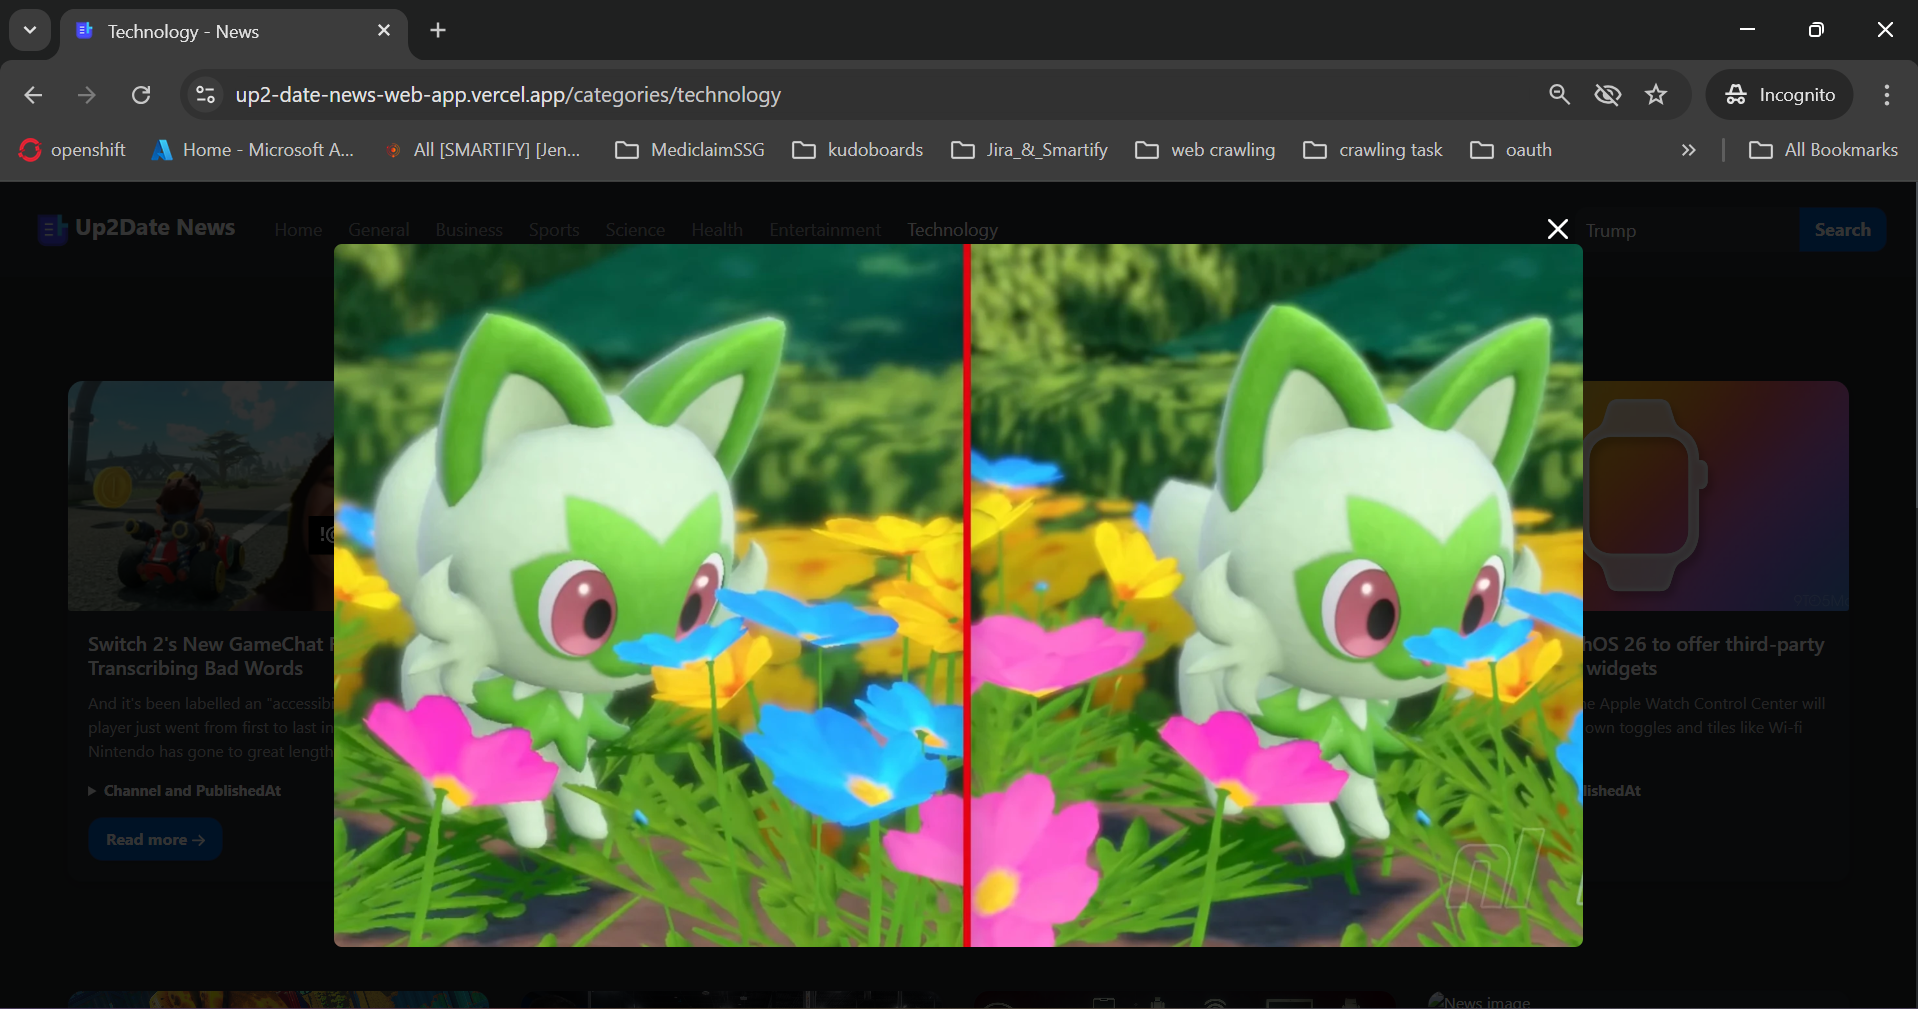 Technology - News
up2-date-news-web-app.vercel.app/categories/technology
Incognito
openshift
Home - Microsoft A...
All [SMARTIFY] [Jen...
MediclaimSSG
kudoboards
Jira_&_Smartify
web crawling
crawling task
oauth
»
All Bookmarks
Up2Date News
Home
General
Business
Sports
Science
Health
Entertainment
Technology
Trump
Search
Switch 2's New GameChat
Transcribing Bad Words
And it's been labelled an "accessibi
player just went from first to last in
Nintendo has gone to great length
Channel and PublishedAt
Read more →
hOS 26 to offer third-party
widgets
e Apple Watch Control Center will
own toggles and tiles like Wi-fi
lishedAt
News image